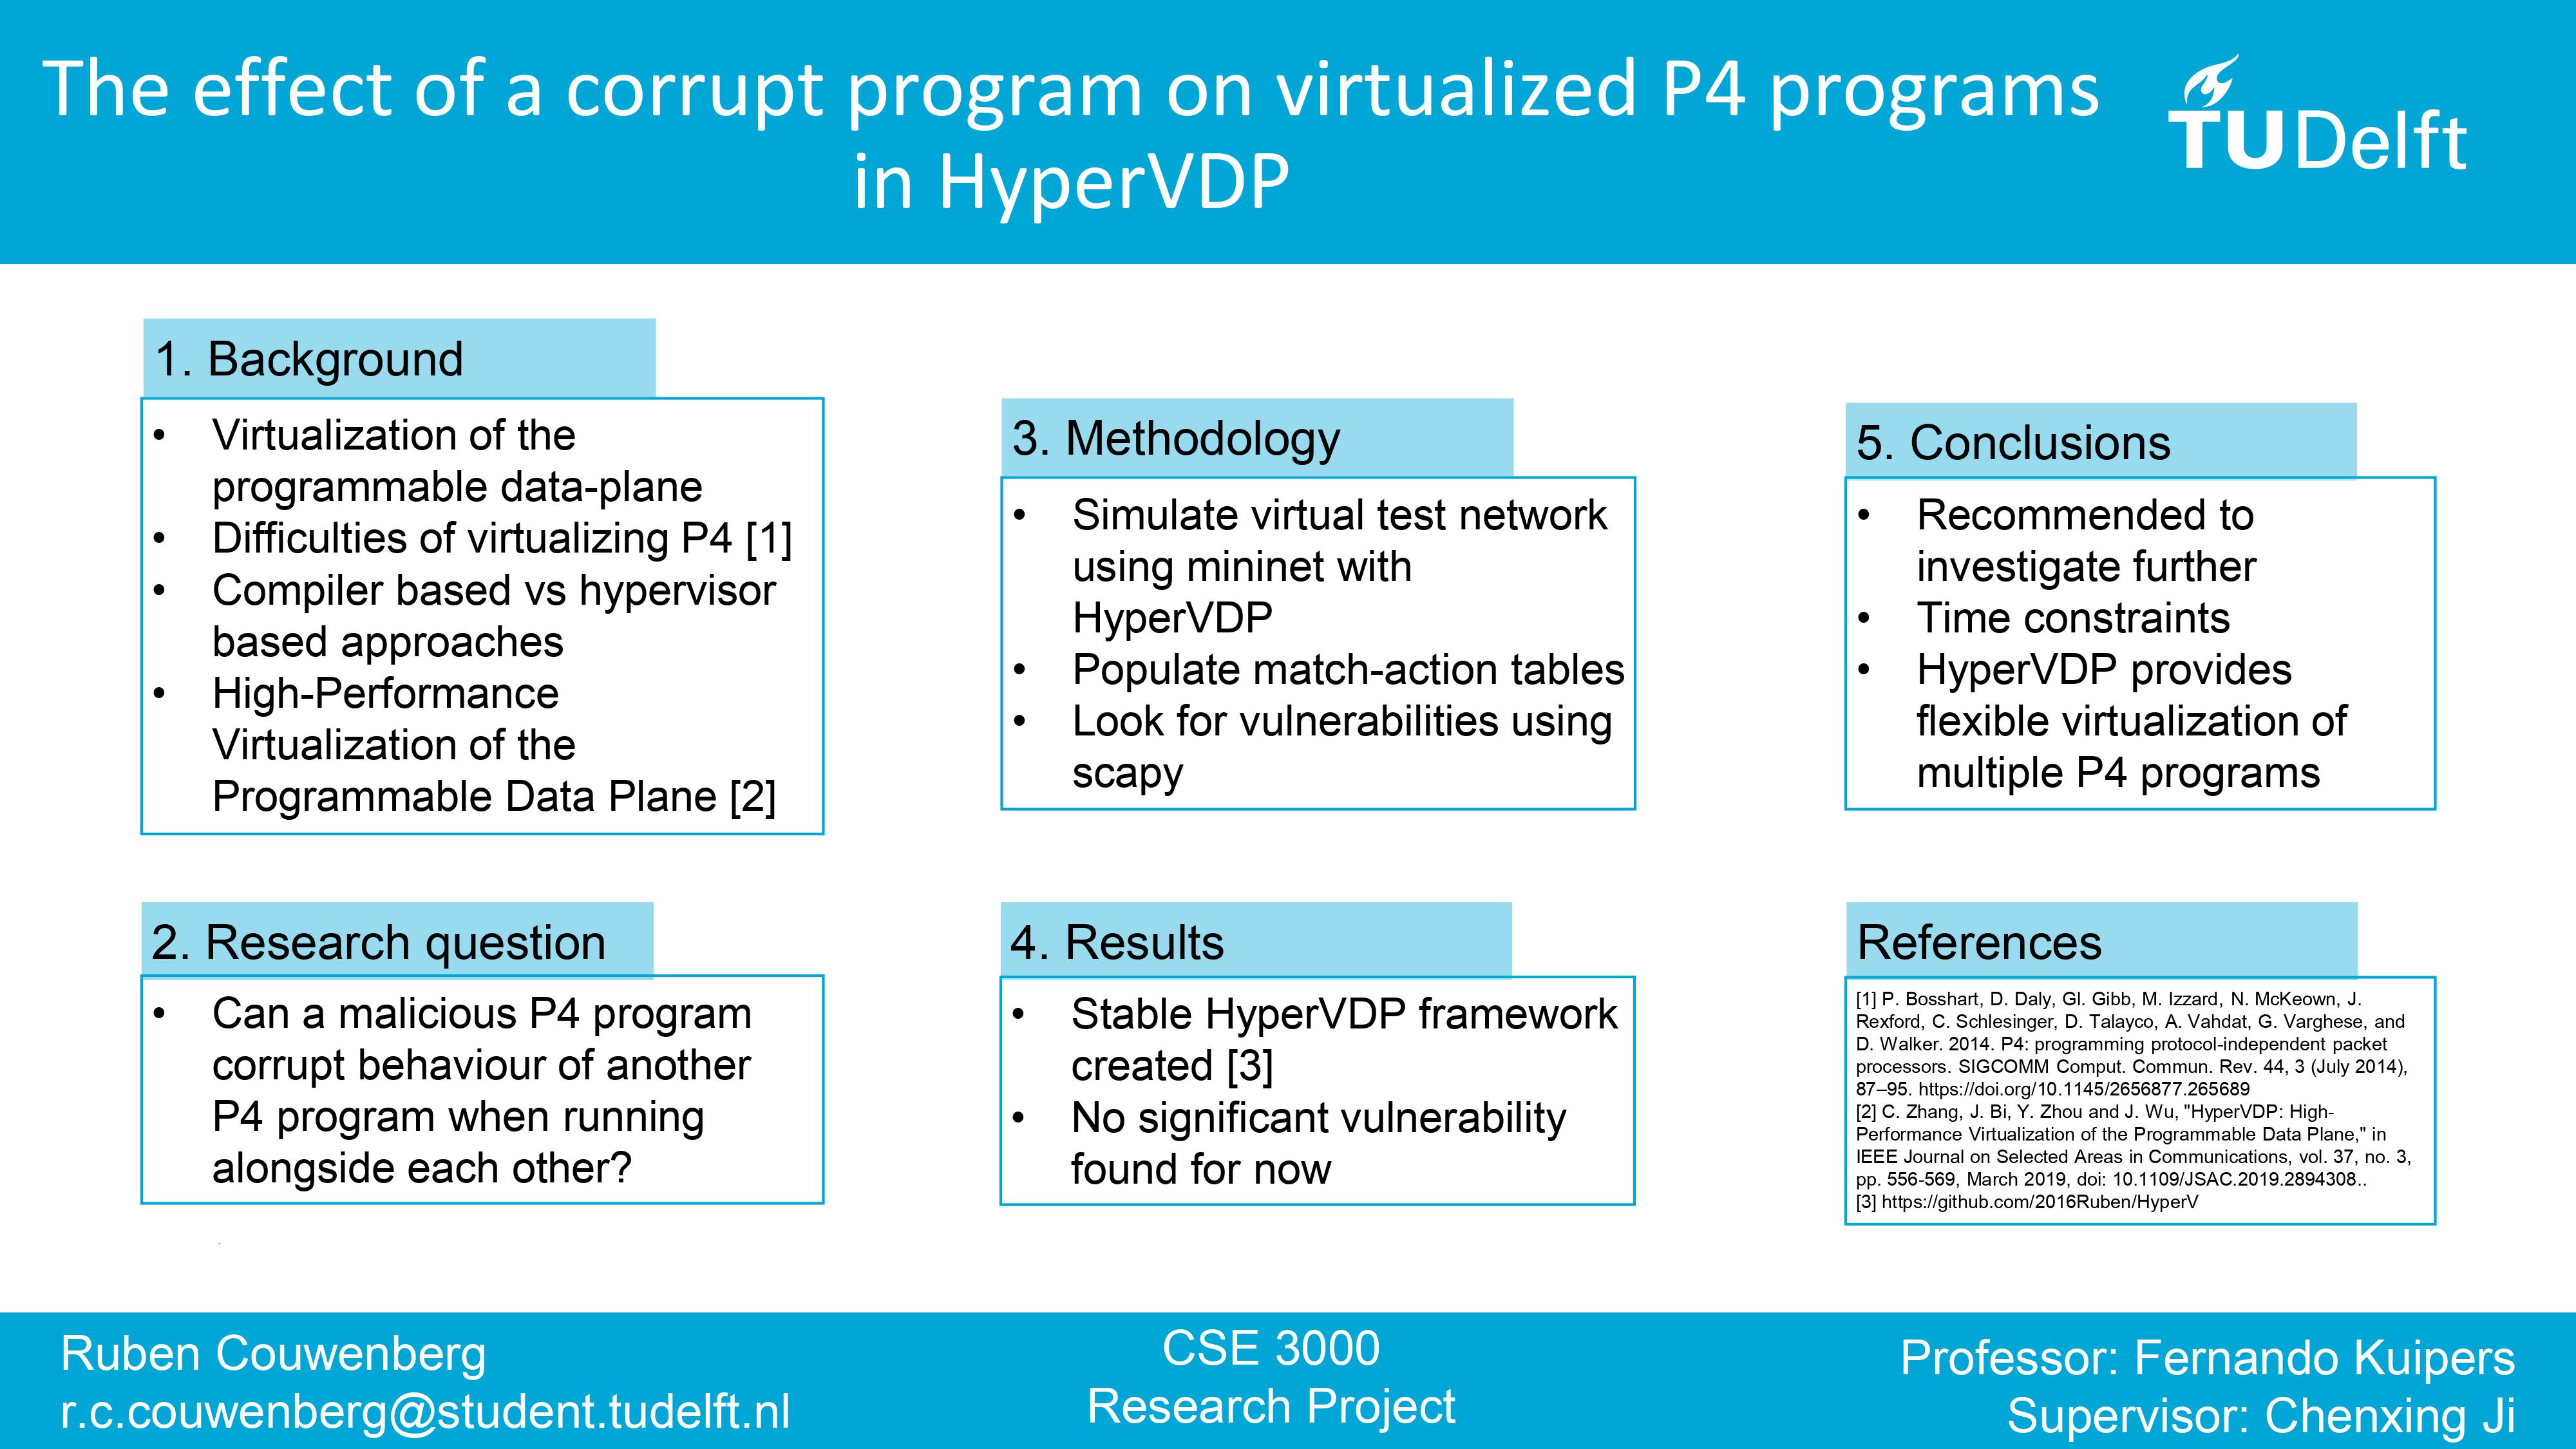 The effect of a corrupt program on virtualized P4 programs
in HyperVDP
TUDelft
1. Background
• Virtualization of the
programmable data-plane
• Difficulties of virtualizing P4 [1]
• Compiler based vs hypervisor
based approaches
• High-Performance
Virtualization of the
Programmable Data Plane [2]
2. Research question
• Can a malicious P4 program
corrupt behaviour of another
P4 program when running
alongside each other?
3. Methodology
• Simulate virtual test network
using mininet with
HyperVDP
• Populate match-action tables
• Look for vulnerabilities using
scapy
4. Results
• Stable HyperVDP framework
created [3]
• No significant vulnerability
found for now
5. Conclusions
• Recommended to
investigate further
• Time constraints
• HyperVDP provides
flexible virtualization of
multiple P4 programs
References
[1] P. Bosshart, D. Daly, Gl. Gibb, M. Izzard, N. McKeown, J.
Rexford, C. Schlesinger, D. Talayco, A. Vahdat, G. Varghese, and
D. Walker. 2014. P4: programming protocol-independent packet
processors. SIGCOMM Comput. Commun. Rev. 44, 3 (July 2014),
87–95. https://doi.org/10.1145/2656877.265689
[2] C. Zhang, J. Bi, Y. Zhou and J. Wu, "HyperVDP: High-
Performance Virtualization of the Programmable Data Plane," in
IEEE Journal on Selected Areas in Communications, vol. 37, no. 3,
pp. 556-569, March 2019, doi: 10.1109/JSAC.2019.2894308..
[3] https://github.com/2016Ruben/HyperV
Ruben Couwenberg
r.c.couwenberg@student.tudelft.nl
CSE 3000
Research Project
Professor: Fernando Kuipers
Supervisor: Chenxing Ji